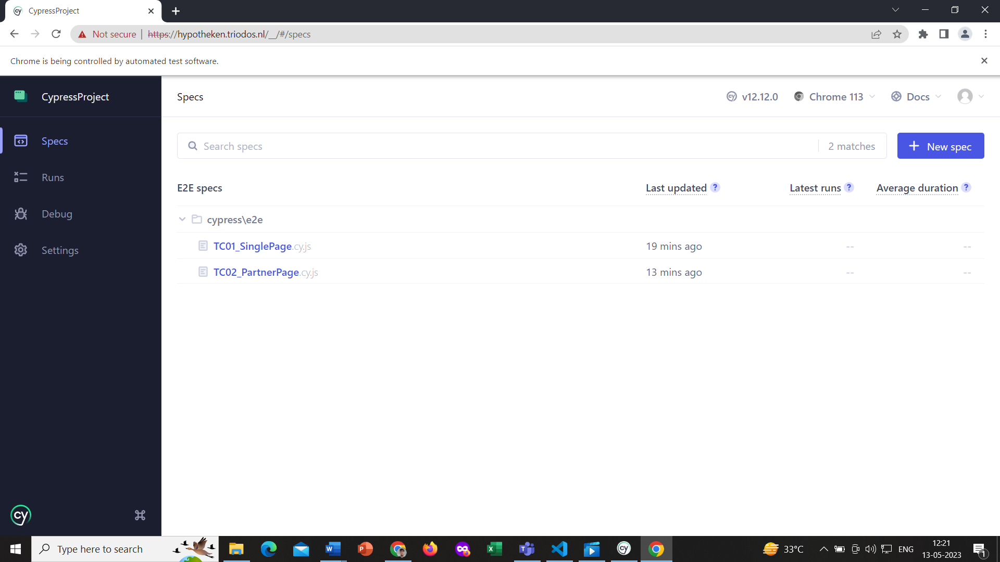 CypressProject
Not secure | https://hypotheken.triodos.nl/__/#/specs
Chrome is being controlled by automated test software.
CypressProject
Specs
v12.12.0
Chrome 113
Docs
Specs
Runs
Debug
Settings
Search specs
2 matches
New spec
E2E specs
Last updated ?
Latest runs ?
Average duration ?
cypress\e2e
TC01_SinglePage.cy.js 19 mins ago -- --
TC02_PartnerPage.cy.js 13 mins ago -- --
cy
Type here to search
33°C
ENG
12:21
13-05-2023
1